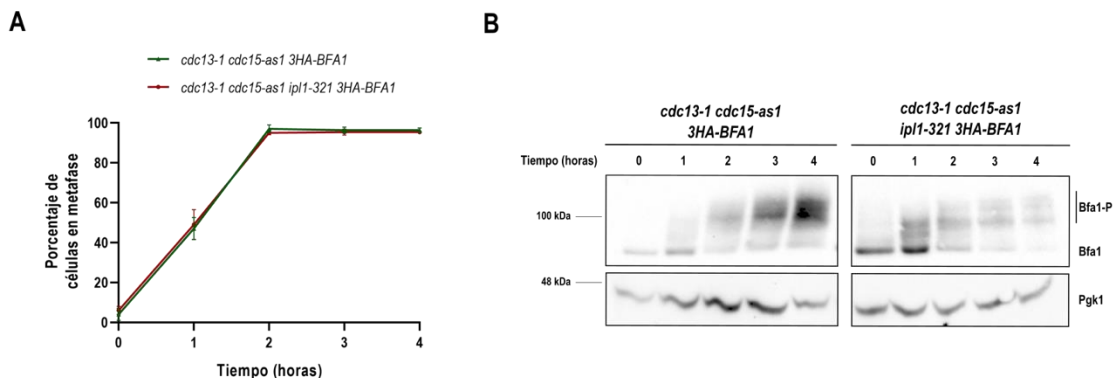 A
cdc13-1 cdc15-as1 3HA-BFA1
cdc13-1 cdc15-as1 ipl1-321 3HA-BFA1
Porcentaje de
células en metafase
100
80
60
40
20
0
0 1 2 3 4
Tiempo (horas)
B
cdc13-1 cdc15-as1
3HA-BFA1
cdc13-1 cdc15-as1
ipl1-321 3HA-BFA1
Tiempo (horas) 0 1 2 3 4 0 1 2 3 4
100 kDa
Bfa1-P
Bfa1
48 kDa
Pgk1